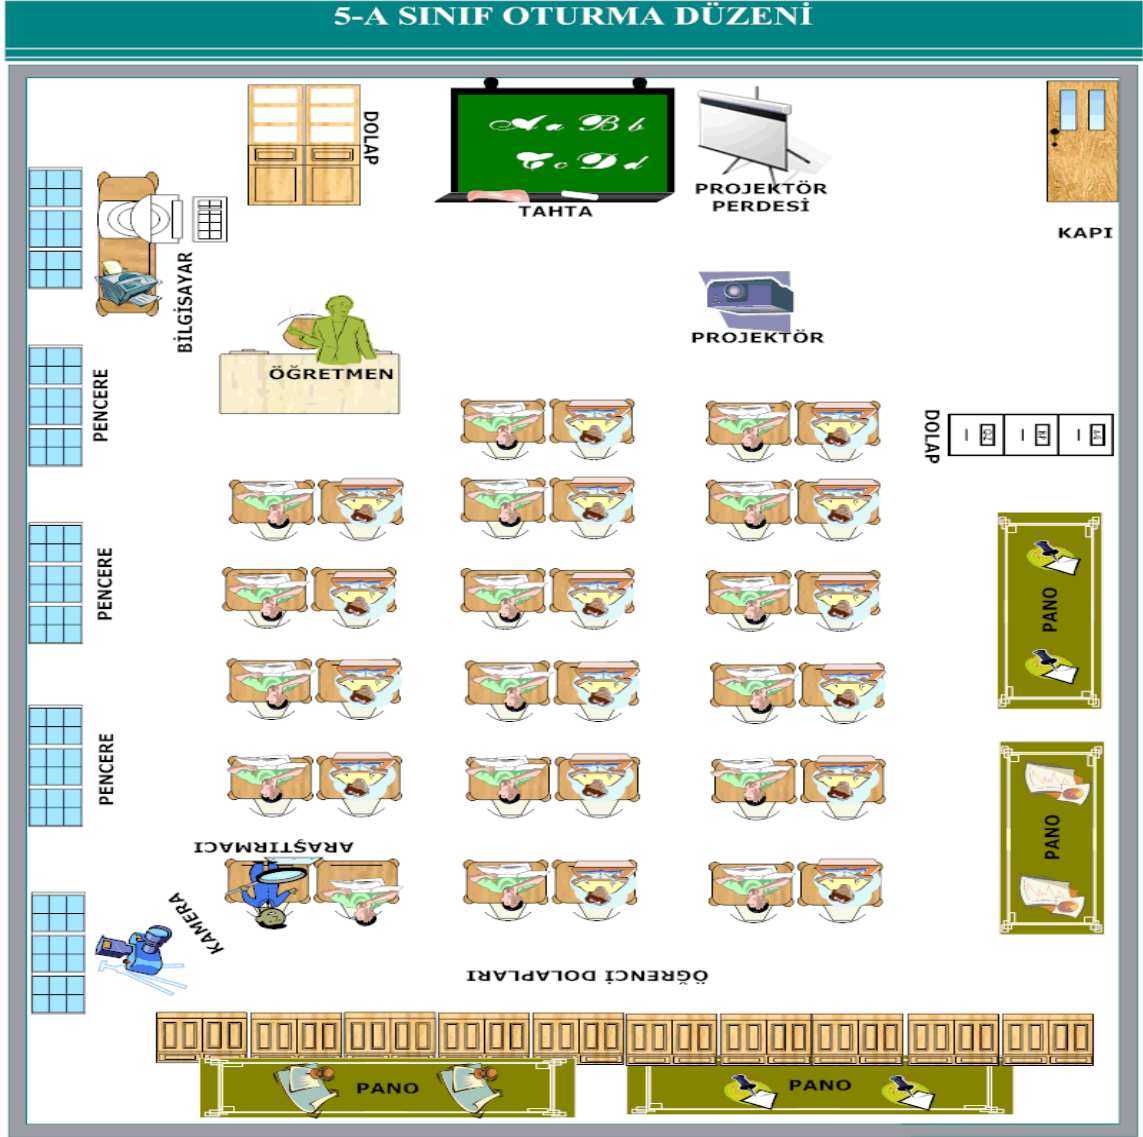 5-A SINIF OTURMA DÜZENİ
DOLAP
Aa Bb
Cc Dd
TAHTA
PROJEKTÖR
PERDESİ
KAPI
BİLGİSAYAR
PROJEKTÖR
ÖĞRETMEN
PENCERE
DOLAP
PENCERE
PANO
PENCERE
PANO
ARAŞTIRMACI
KAMERA
ÖĞRENCİ DOLAPLARI
PANO
PANO